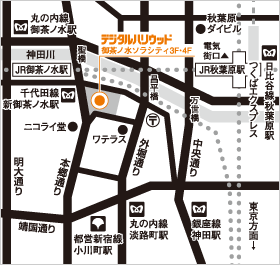 丸の内線
御茶ノ水駅
デジタルハリウッド
御茶ノ水ソラシティ3F・4F
秋葉原
ダイビル
神田川
聖橋
昌平橋
万世橋
電気
街口
JR御茶ノ水駅
JR秋葉原駅
日比谷線秋葉原駅
つくばエクスプレス
千代田線
新御茶ノ水駅
ニコライ堂
ワテラス
明大通り
本郷通り
外堀通り
中央通り
東京方面
靖国通り
都営新宿線
小川町駅
丸の内線
淡路町駅
銀座線
神田駅